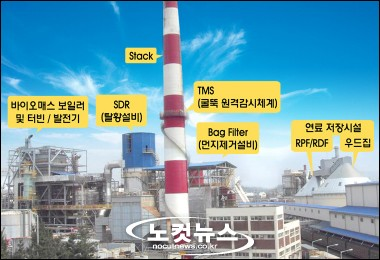 Stack
TMS
(굴뚝 원격감시체계)
바이오매스 보일러
및 터빈 / 발전기
SDR
(탈황설비)
Bag Filter
(먼지제거설비)
연료 저장시설
RPF/RDF 우드칩
노컷뉴스
nocutnews.co.kr